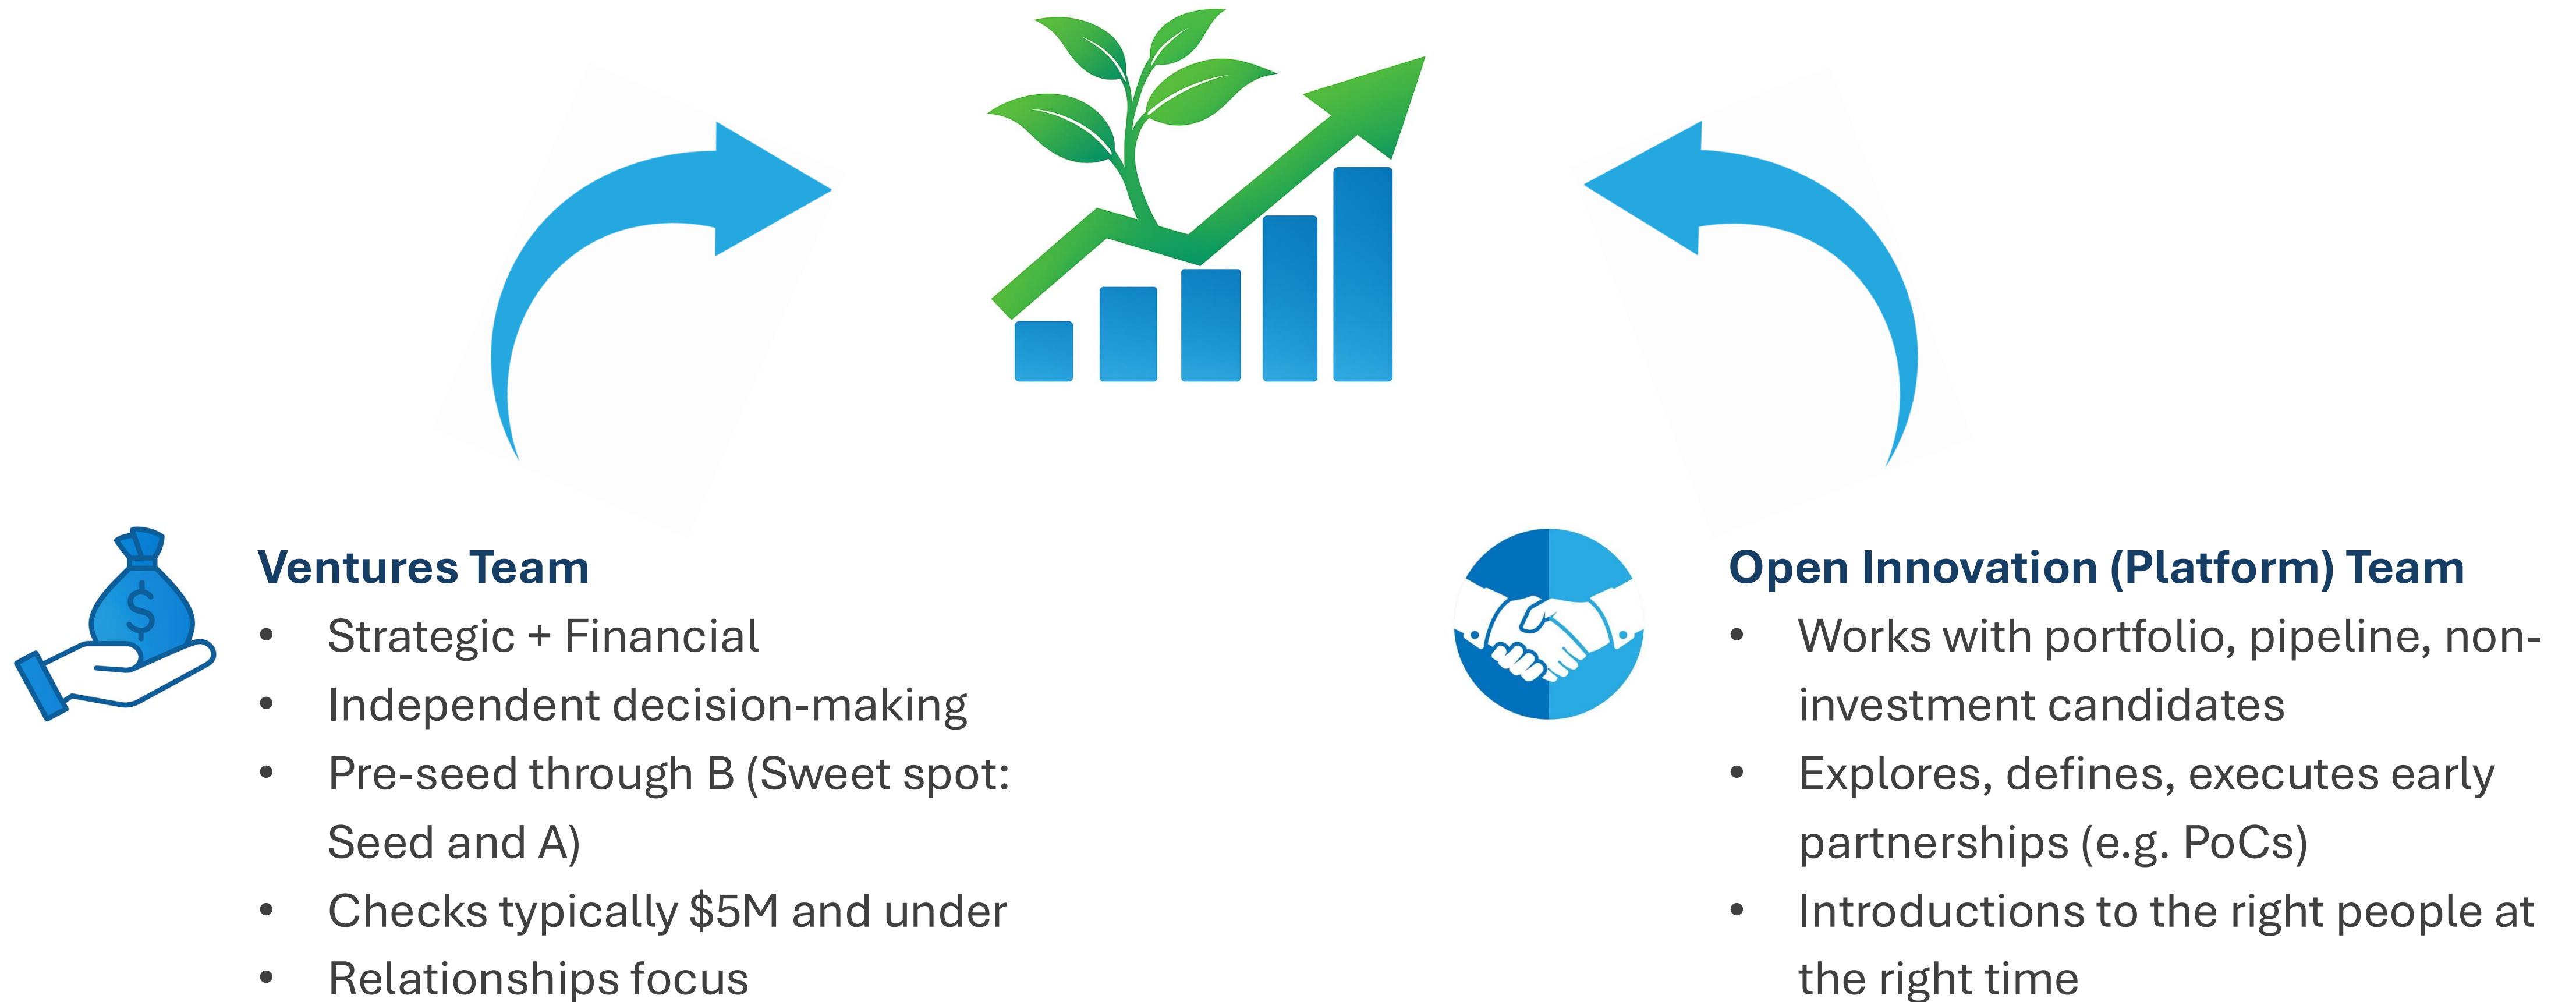 $
Ventures Team
• Strategic + Financial
• Independent decision-making
• Pre-seed through B (Sweet spot:
Seed and A)
• Checks typically $5M and under
• Relationships focus
Open Innovation (Platform) Team
• Works with portfolio, pipeline, non-
investment candidates
• Explores, defines, executes early
partnerships (e.g. PoCs)
• Introductions to the right people at
the right time